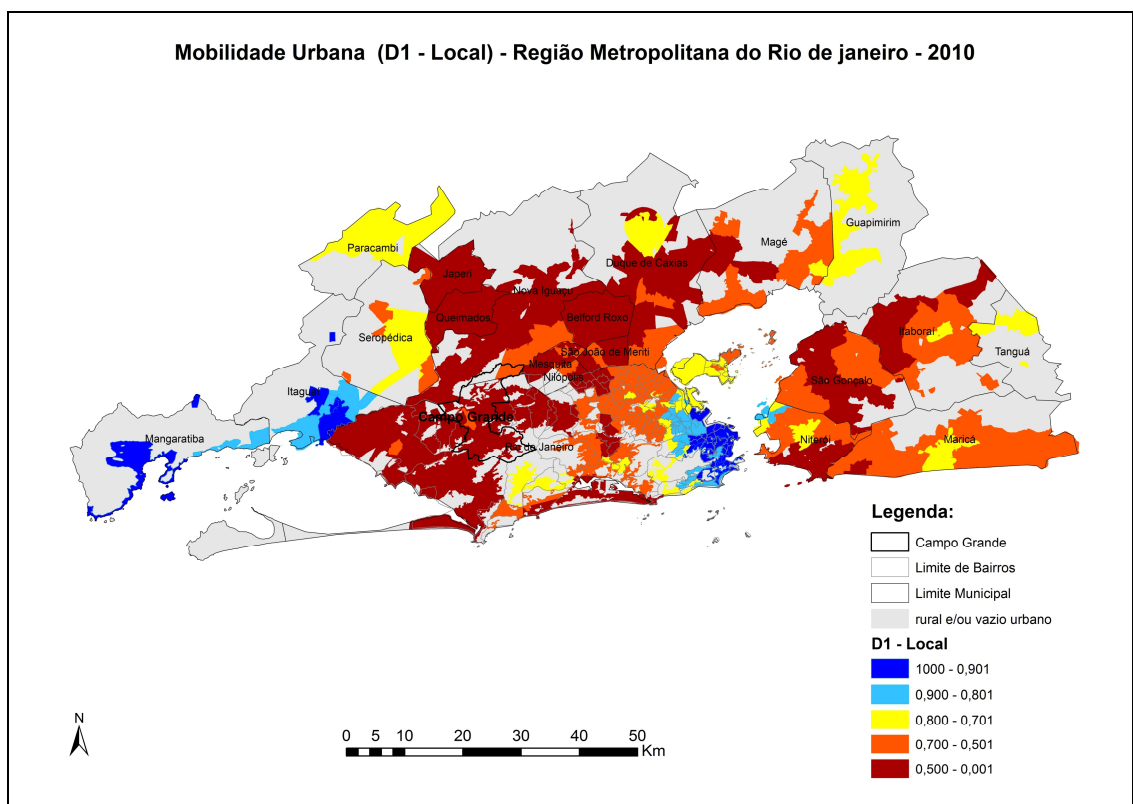 Mobilidade Urbana (D1 - Local) - Região Metropolitana do Rio de janeiro - 2010
Guapimirim
Magé
Paracambi
Duque de Caxias
Japeri
Nova Iguaçu
Queimados
Belford Roxo
Itaboraí
Seropédica
São João de Meriti
Tanguá
Mesquita
Nilópolis
São Gonçalo
Itaguaí
Campo Grande
Mangaratiba
Rio de Janeiro
Niterói
Maricá
Legenda:
Campo Grande
Limite de Bairros
Limite Municipal
rural e/ou vazio urbano
D1 - Local
1000 - 0,901
0,900 - 0,801
0,800 - 0,701
0,700 - 0,501
0,500 - 0,001
N
0 5 10 20 30 40 50
Km